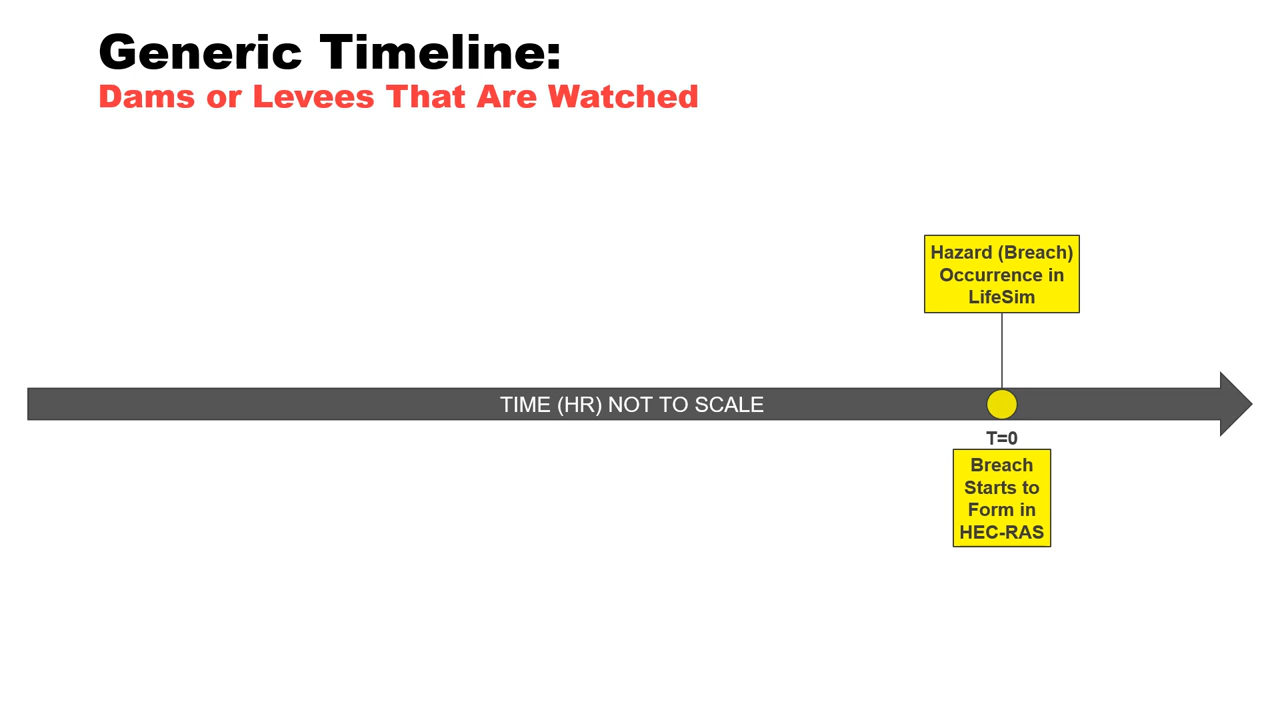 Generic Timeline:
Dams or Levees That Are Watched
Hazard (Breach)
Occurrence in
LifeSim
TIME (HR) NOT TO SCALE
T=0
Breach
Starts to
Form in
HEC-RAS